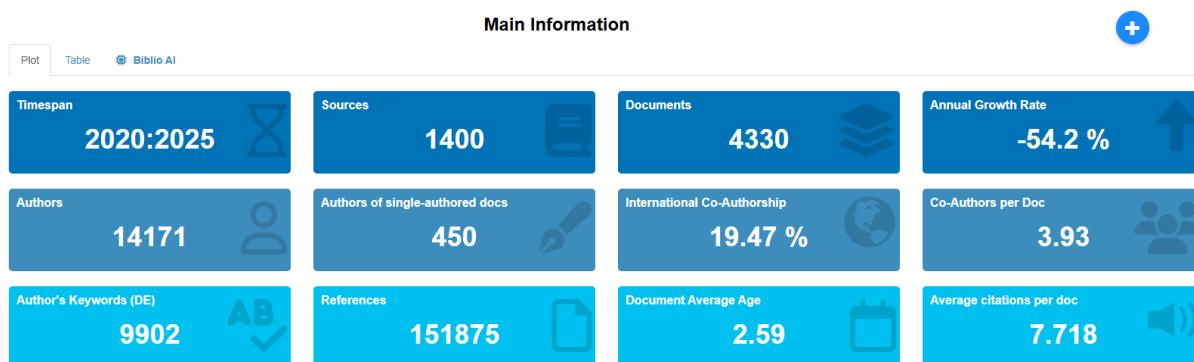 Main Information
Plot Table Biblio AI
Timespan
2020:2025
Sources
1400
Documents
4330
Annual Growth Rate
-54.2 %
Authors
14171
Authors of single-authored docs
450
International Co-Authorship
19.47 %
Co-Authors per Doc
3.93
Author's Keywords (DE)
9902
AB
References
151875
Document Average Age
2.59
Average citations per doc
7.718